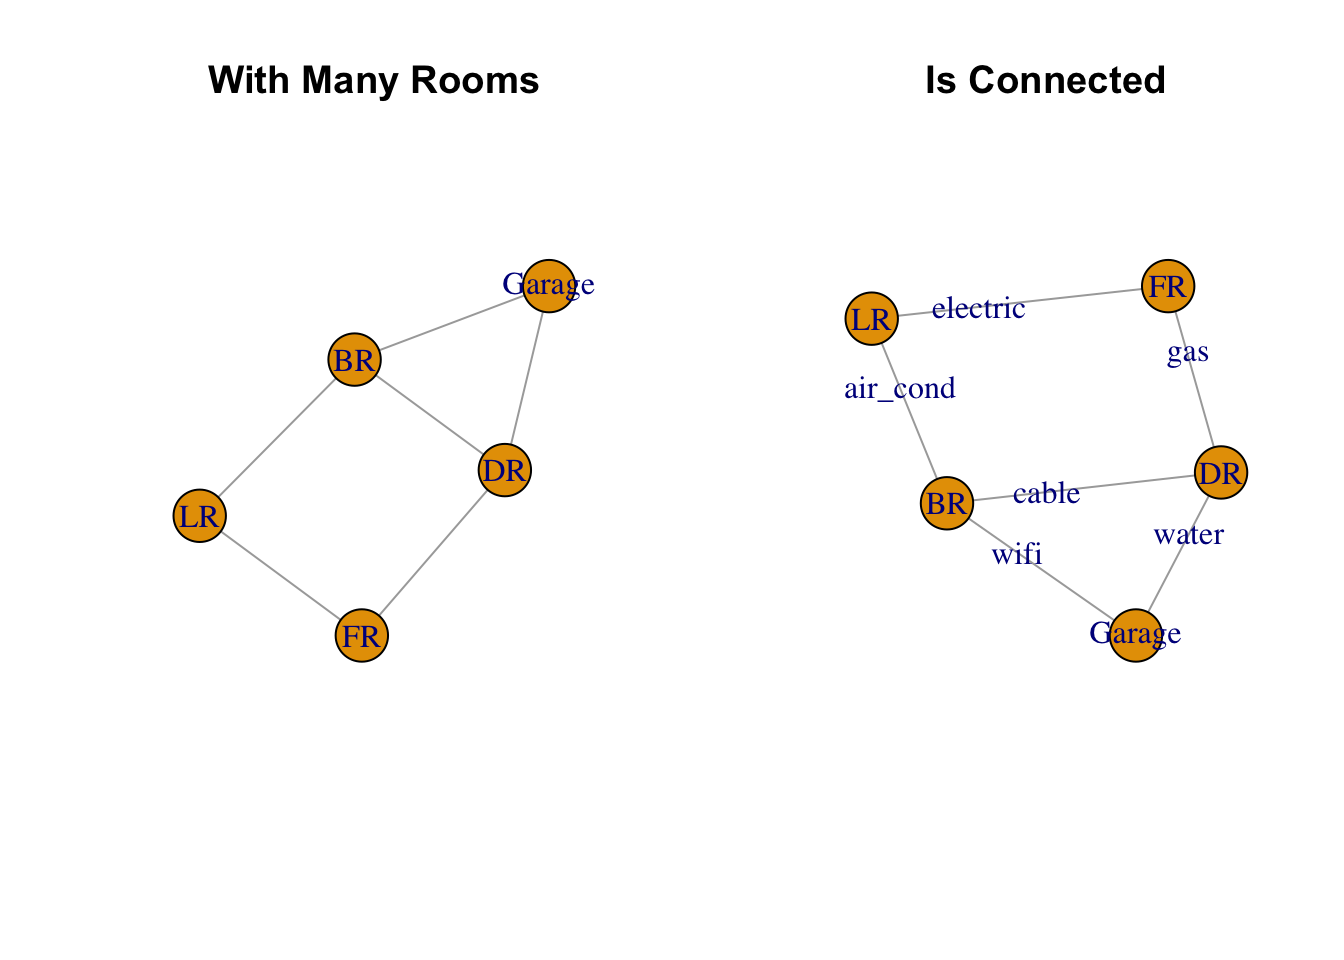 With Many Rooms
Garage
BR
DR
LR
FR
Is Connected
FR
LR
electric
gas
air_cond
DR
cable
BR
water
wifi
Garage